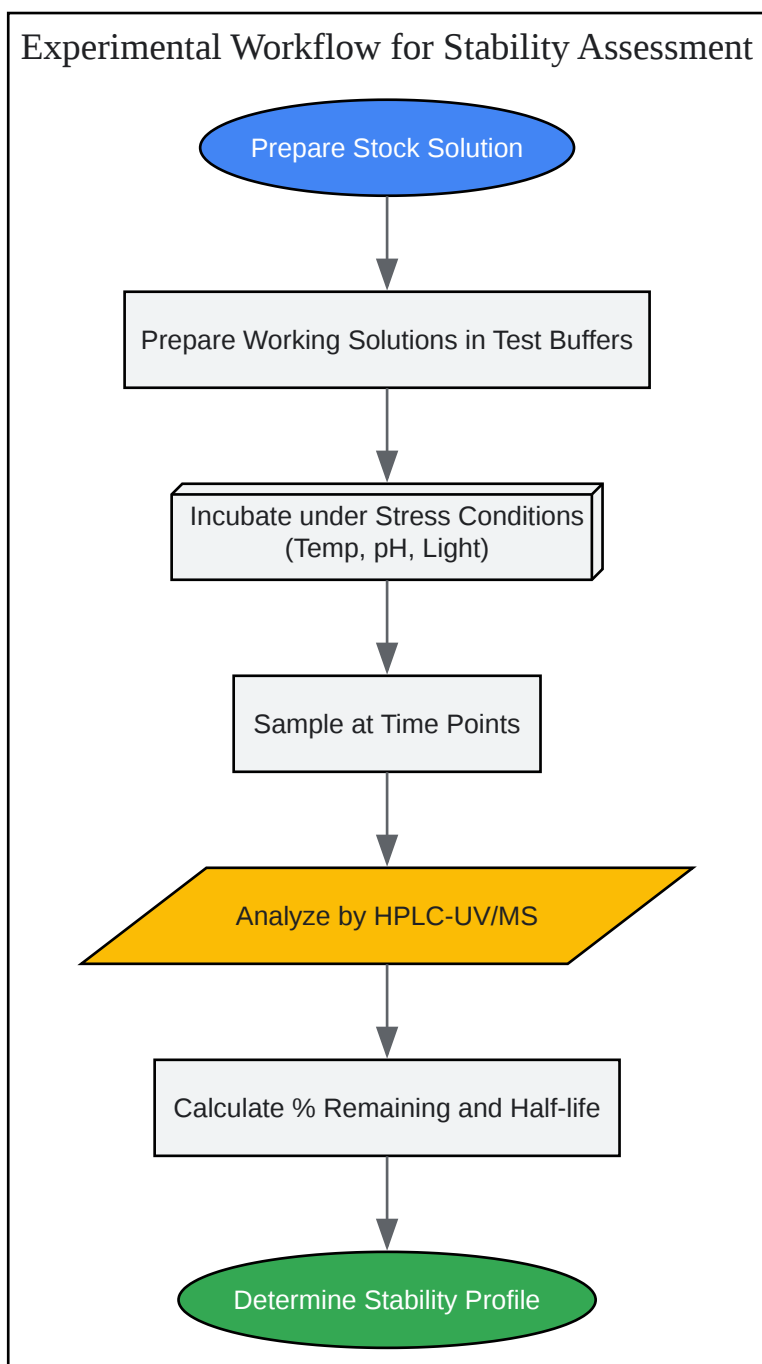 Experimental Workflow for Stability Assessment
Prepare Stock Solution
Prepare Working Solutions in Test Buffers
Incubate under Stress Conditions
(Temp, pH, Light)
Sample at Time Points
Analyze by HPLC-UV/MS
Calculate % Remaining and Half-life
Determine Stability Profile